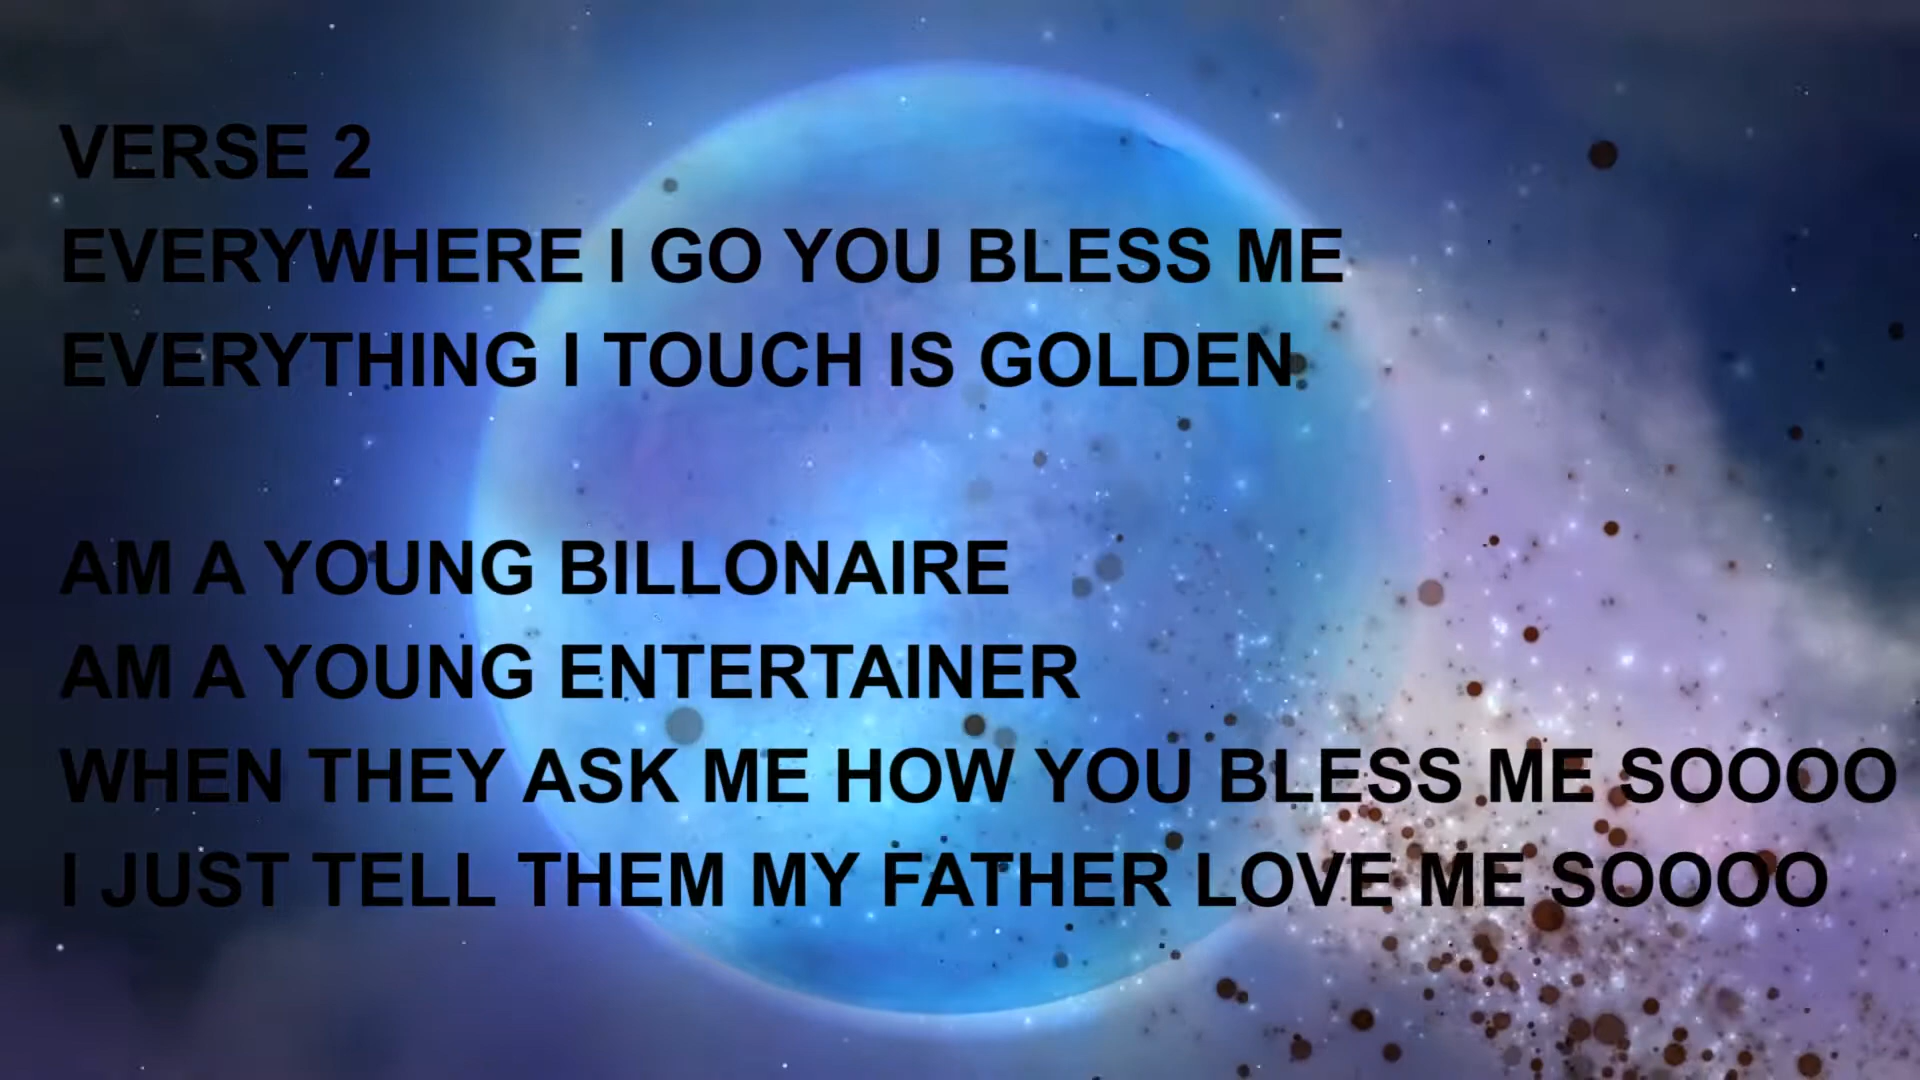 VERSE 2
EVERYWHERE I GO YOU BLESS ME
EVERYTHING I TOUCH IS GOLDEN
AM A YOUNG BILLONAIRE
AM A YOUNG ENTERTAINER
WHEN THEY ASK ME HOW YOU BLESS ME SOOOO
I JUST TELL THEM MY FATHER LOVE ME SOOOO